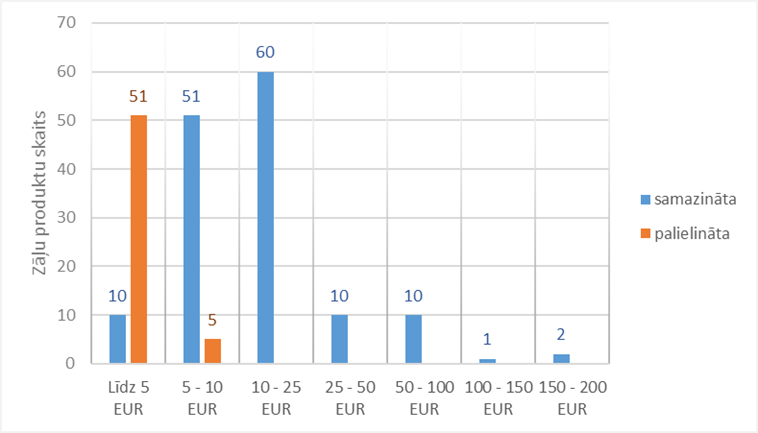 Zāļu produktu skaits
70
60
50
40
30
20
10
0
10
51
51
5
60
10
10
1
2
Līdz 5
EUR
5 - 10
EUR
10 - 25
EUR
25 - 50
EUR
50 - 100
EUR
100 - 150
EUR
150 - 200
EUR
samazināta
palielināta